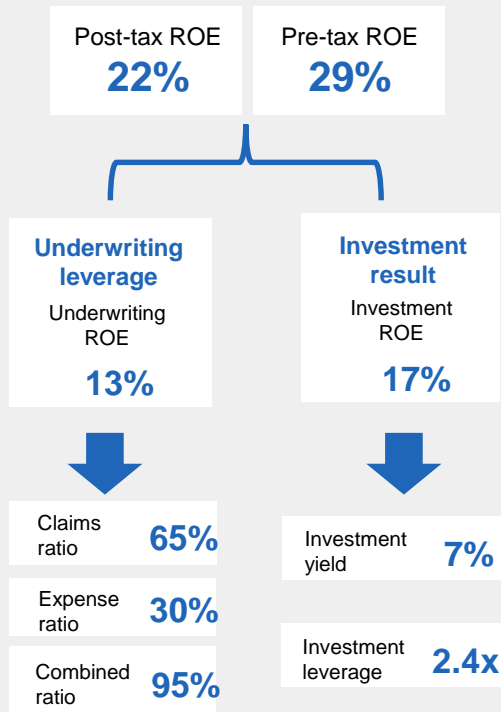 Post-tax ROE
22%
Pre-tax ROE
29%
Underwriting
leverage
Underwriting
ROE
13%
Investment
result
Investment
ROE
17%
Claims
ratio
65%
Expense
ratio
30%
Combined
ratio
95%
Investment
yield
7%
Investment
leverage
2.4x